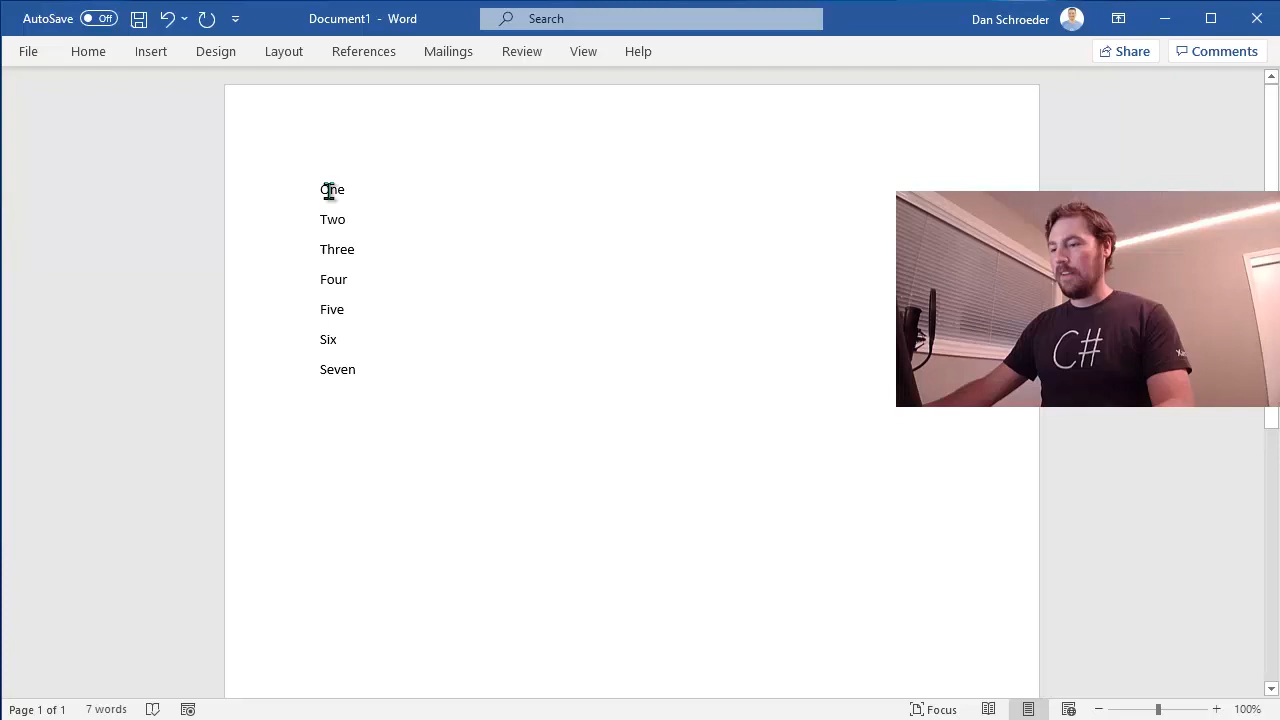 AutoSave Off Document1 - Word Search Dan Schroeder
File Home Insert Design Layout References Mailings Review View Help Share Comments
One
Two
Three
Four
Five
Six
Seven
C#
Page 1 of 1 7 words Focus 100%